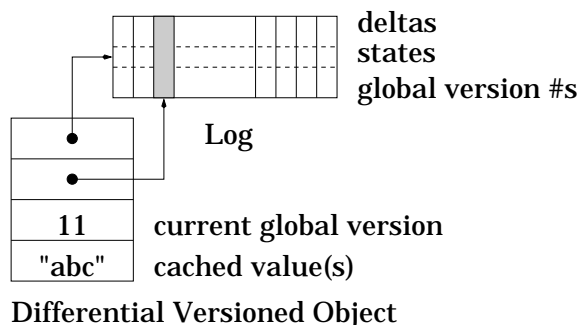 deltas
states
global version #s
Log
11 current global version
"abc" cached value(s)
Differential Versioned Object